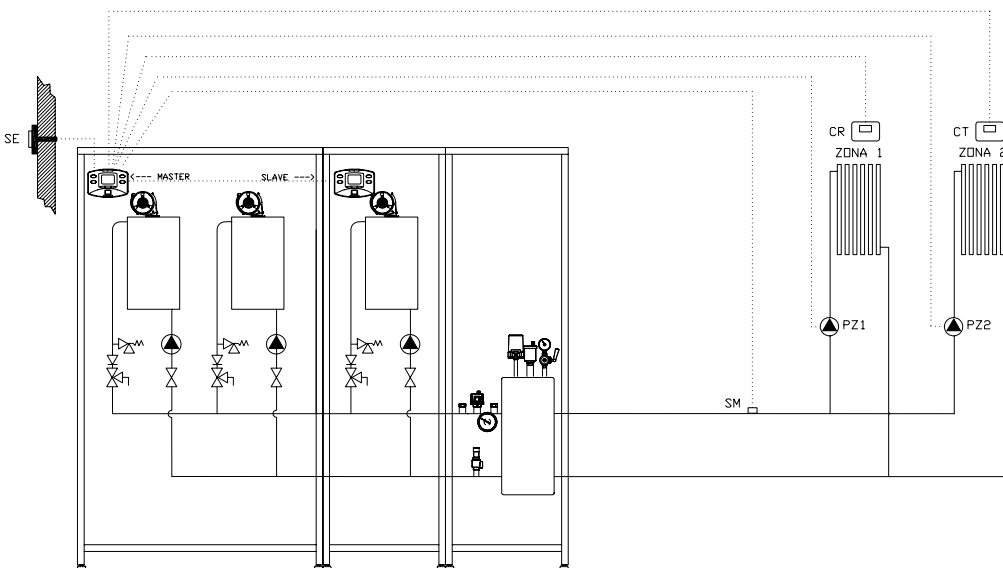 SE
<--- MASTER
SLAVE --->
CR
ZONA 1
CT
ZONA 2
PZ1
PZ2
SM